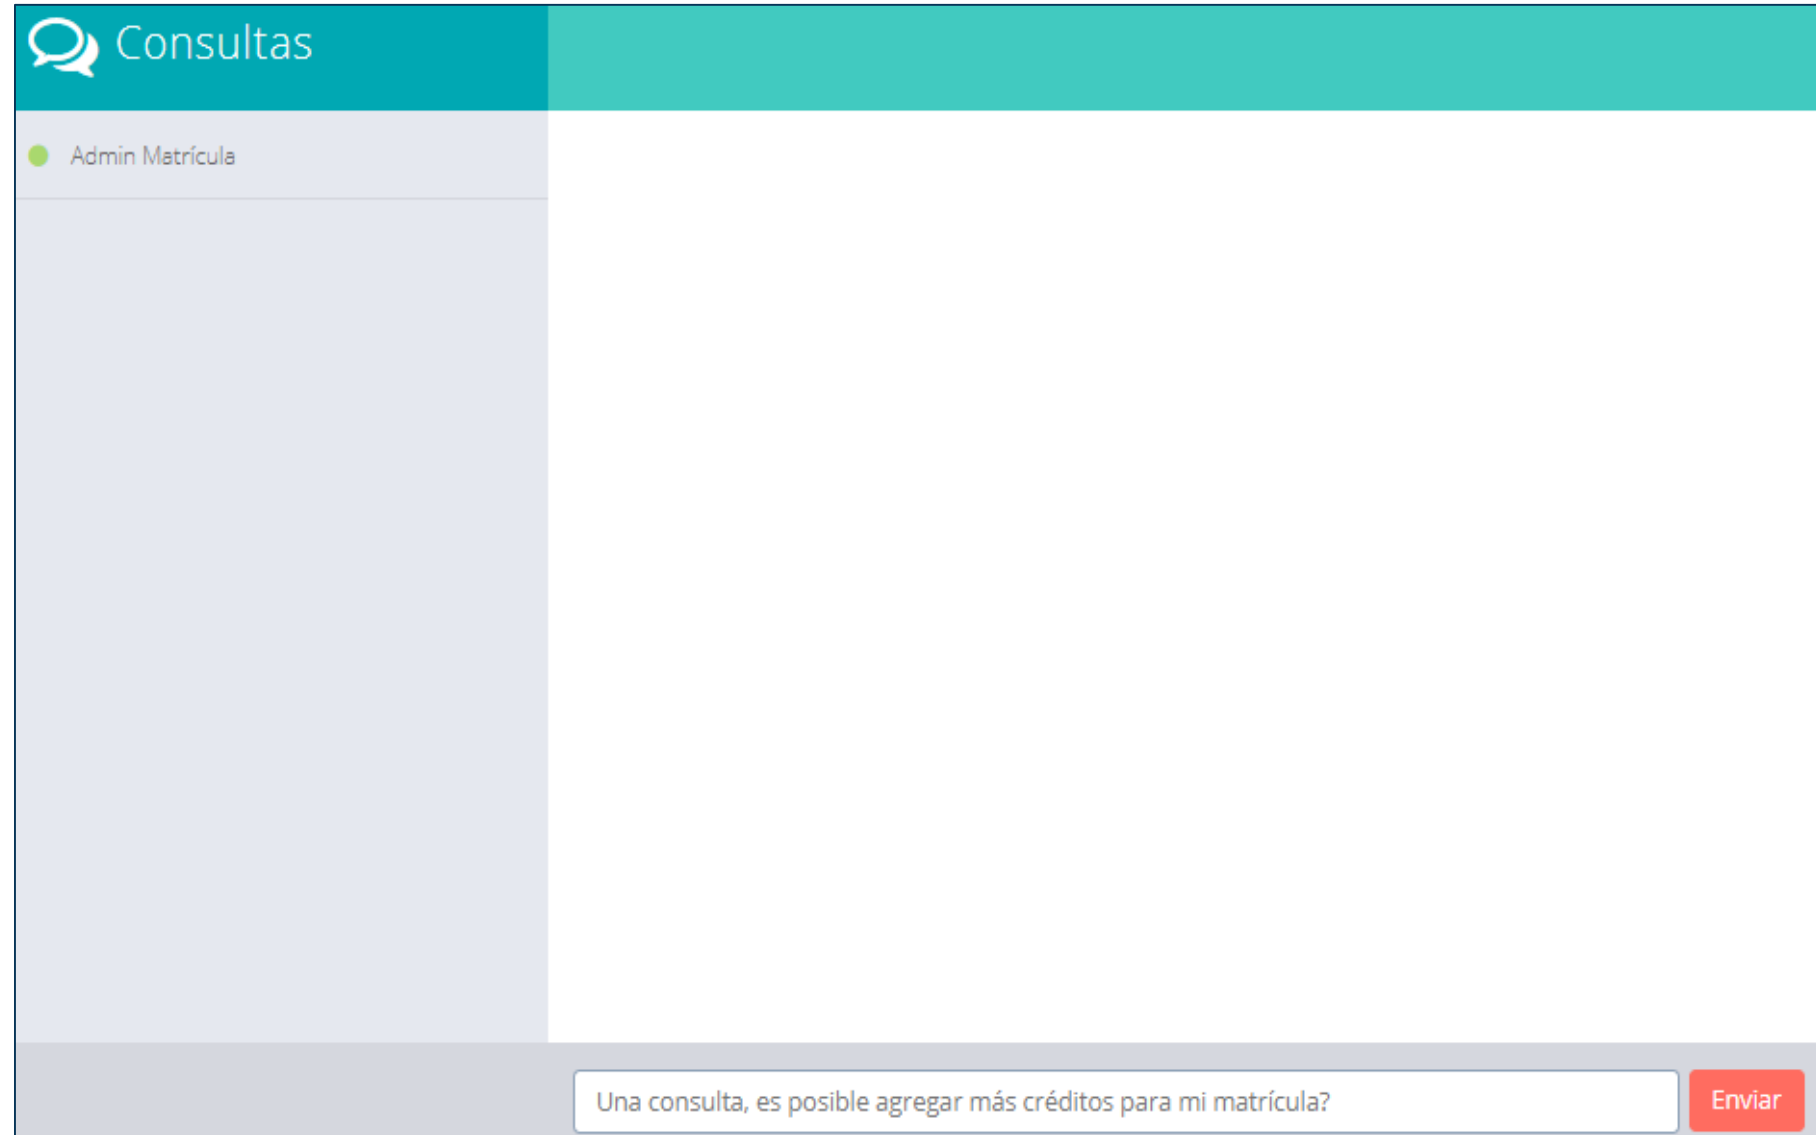 Consultas
Admin Matrícula
Una consulta, es posible agregar más créditos para mi matrícula?
Enviar